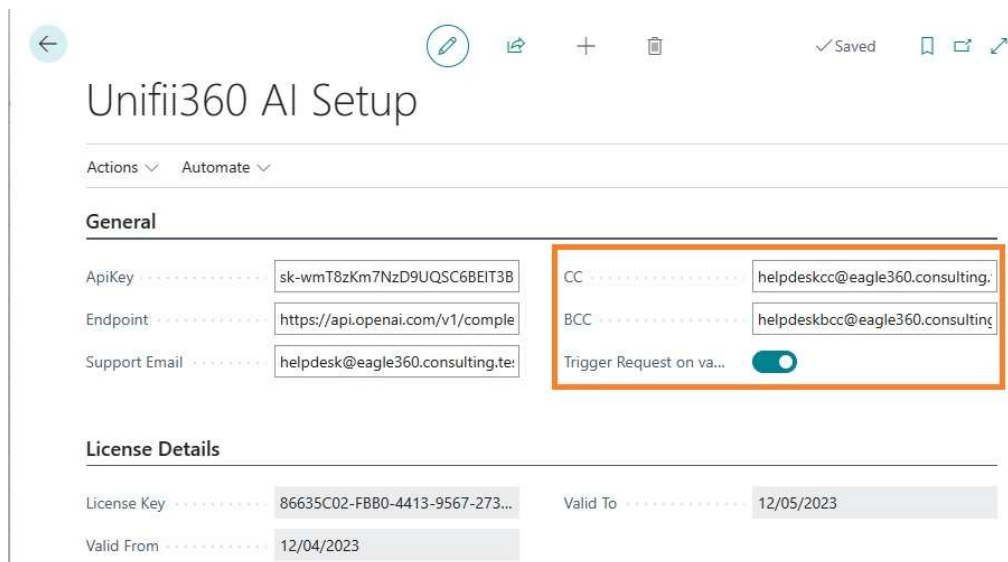 Saved
Unifii360 AI Setup
Actions Automate
General
ApiKey sk-wmT8zKm7NzD9UQSC6BEIT3B
Endpoint https://api.openai.com/v1/comple
Support Email helpdesk@eagle360.consulting.te
CC helpdeskcc@eagle360.consulting.
BCC helpdeskbcc@eagle360.consulting
Trigger Request on va...
License Details
License Key 86635C02-FBB0-4413-9567-273...
Valid From 12/04/2023
Valid To 12/05/2023